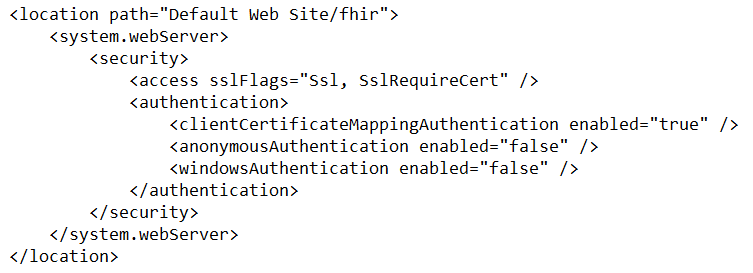 <location path="Default Web Site/fhir">
    <system.webServer>
        <security>
            <access sslFlags="Ssl, SslRequireCert" />
            <authentication>
                <clientCertificateMappingAuthentication enabled="true" />
                <anonymousAuthentication enabled="false" />
                <windowsAuthentication enabled="false" />
            </authentication>
        </security>
    </system.webServer>
</location>